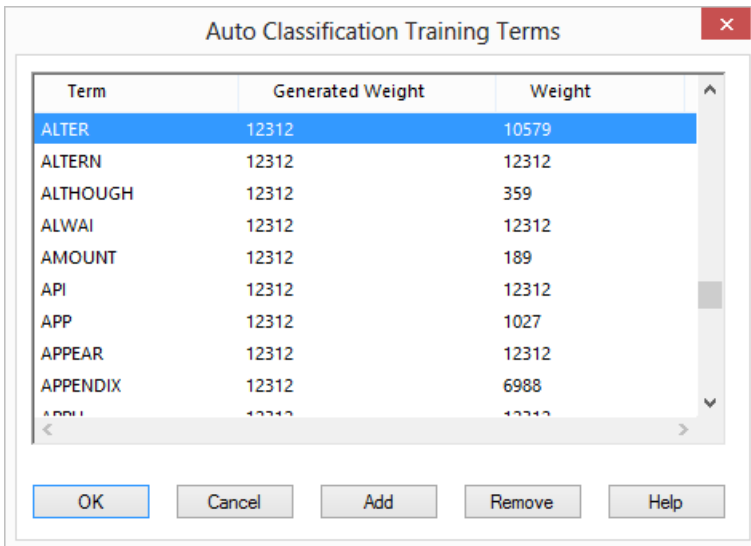 Auto Classification Training Terms
Term Generated Weight Weight
ALTER 12312 10579
ALTERN 12312 12312
ALTHOUGH 12312 359
ALWAI 12312 12312
AMOUNT 12312 189
API 12312 12312
APP 12312 1027
APPEAR 12312 12312
APPENDIX 12312 6988
12312 12312
OK Cancel Add Remove Help